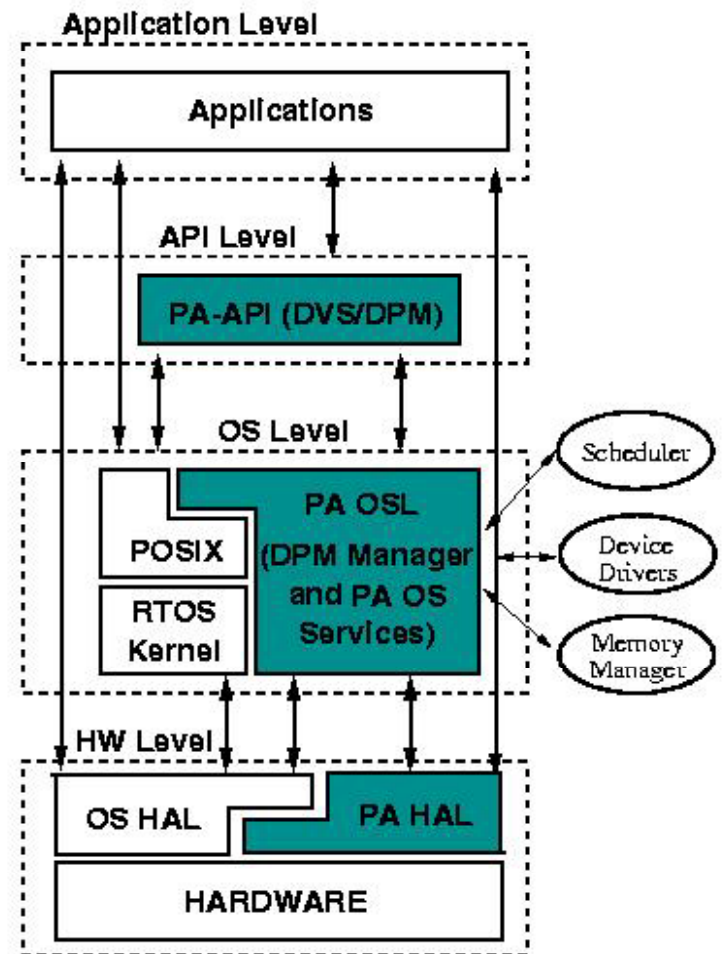 Application Level
Applications
API Level
PA-API (DVS/DPM)
OS Level
POSIX
RTOS
Kernel
PA OSL
(DPM Manager
and PA OS
Services)
Scheduler
Device
Drivers
Memory
Manager
HW Level
OS HAL
PA HAL
HARDWARE